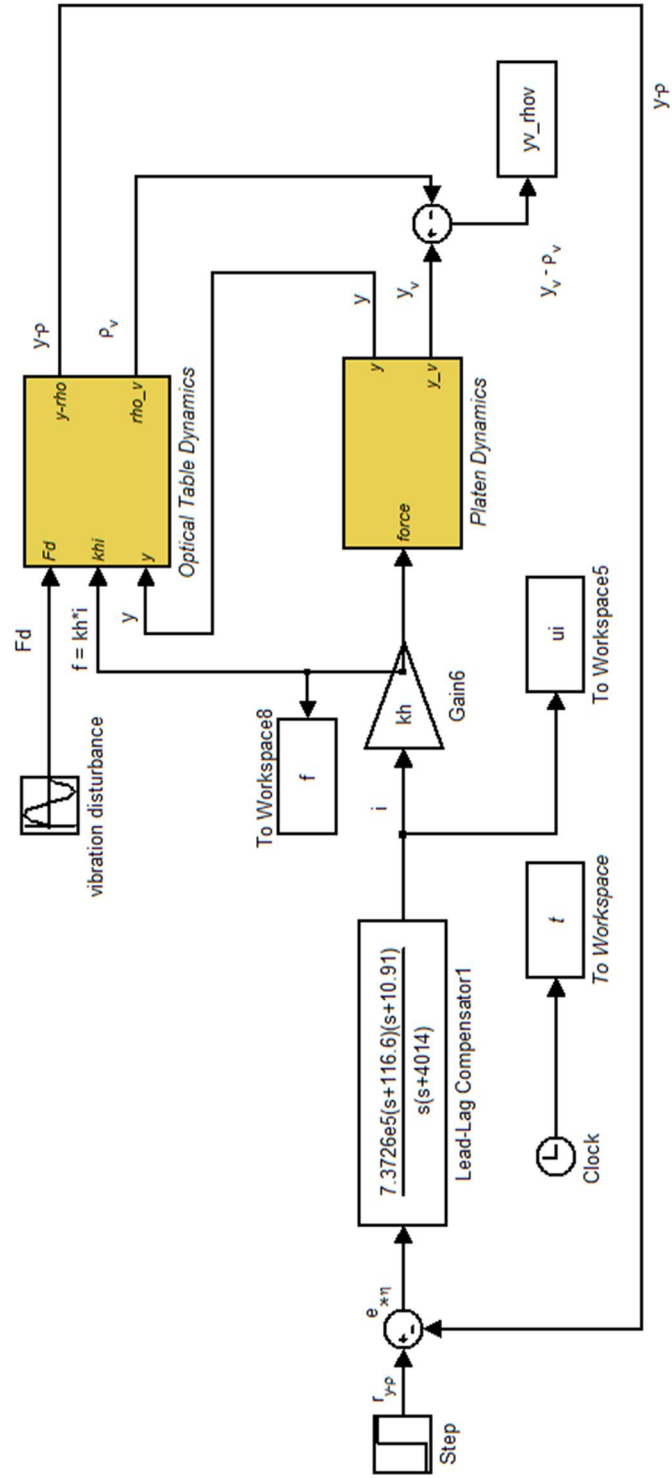 Fd
y-ρ
vibration disturbance
f = kh*i
y
Fd
khi
y
y-rho
rho_v
Optical Table Dynamics
ρv
To Workspace8
f
y
r y-ρ
Step
+ -
e x-η
7.3726e5(s+116.6)(s+10.91)
s(s+4014)
Lead-Lag Compensator1
i
kh
Gain6
force
y
y_v
Platen Dynamics
yv
+ -
Clock
t
To Workspace
ui
To Workspace5
yv - ρv
yv_rhov
y-ρ